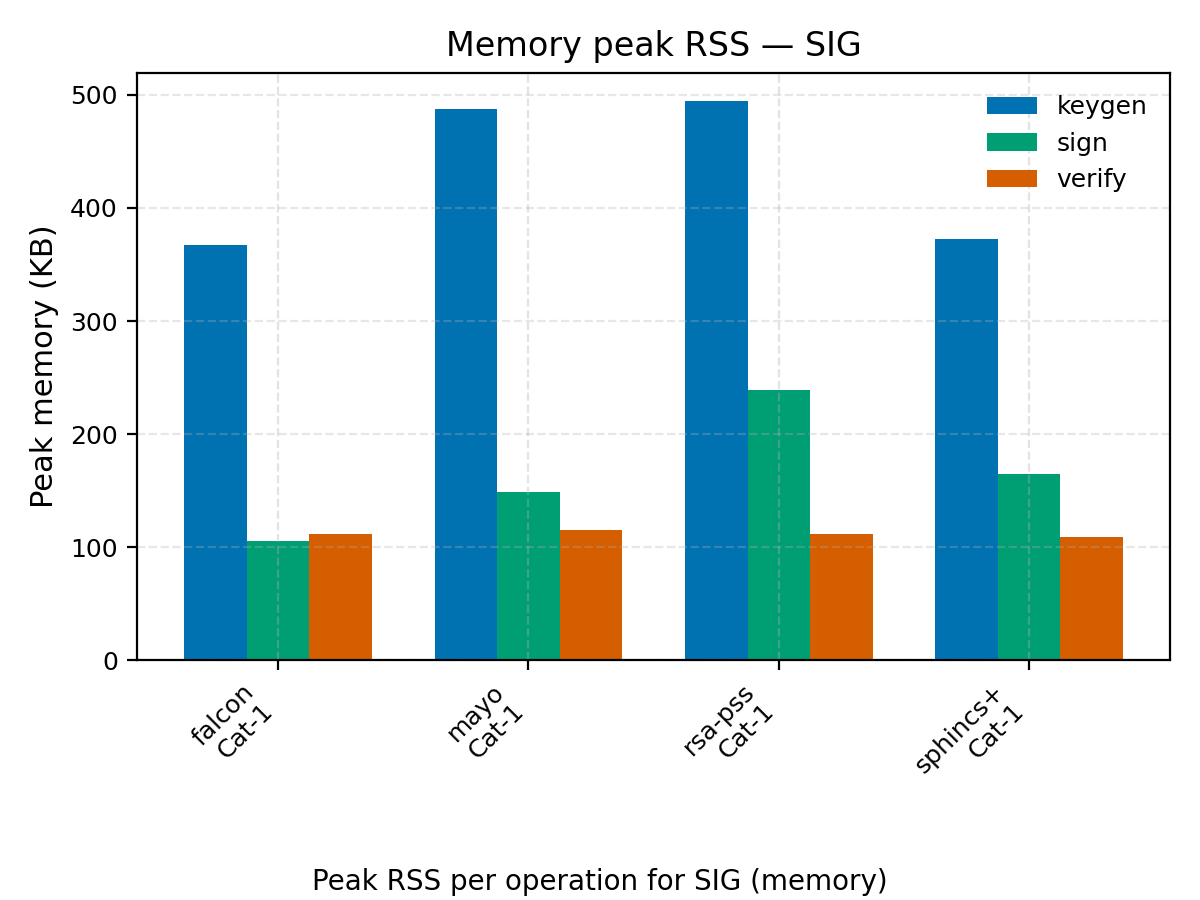 Memory peak RSS — SIG
Peak memory (KB)
500
400
300
200
100
0
keygen
sign
verify
falcon
Cat-1
mayo
Cat-1
rsa-pss
Cat-1
sphincs+
Cat-1
Peak RSS per operation for SIG (memory)